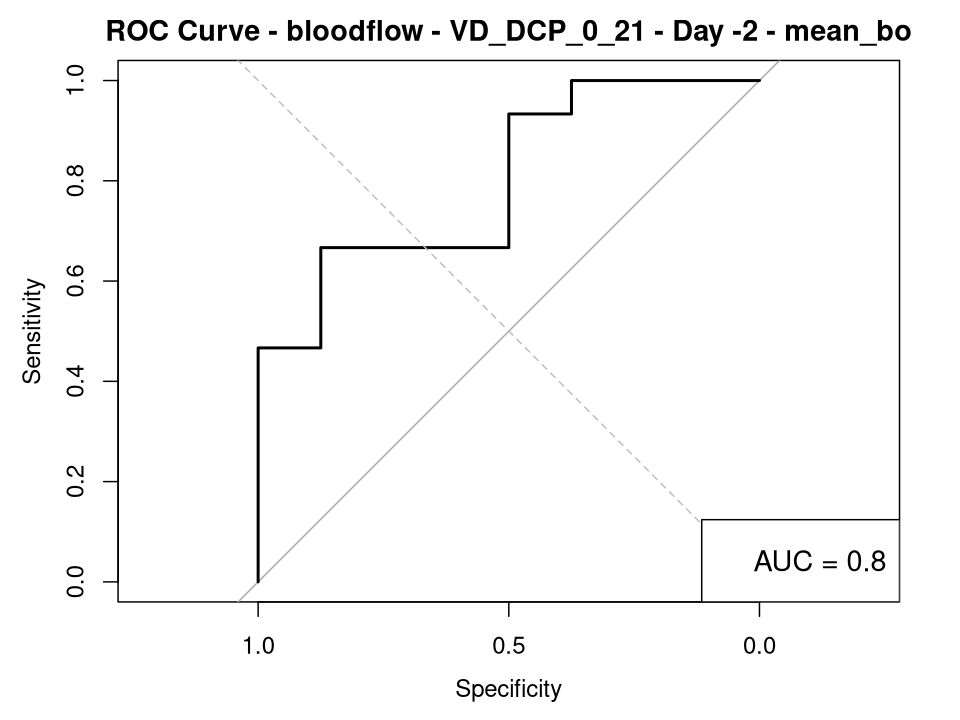 ROC Curve - bloodflow - VD_DCP_0_21 - Day -2 - mean_bo
Sensitivity
1.0
0.8
0.6
0.4
0.2
0.0
AUC = 0.8
1.0 0.5 0.0
Specificity